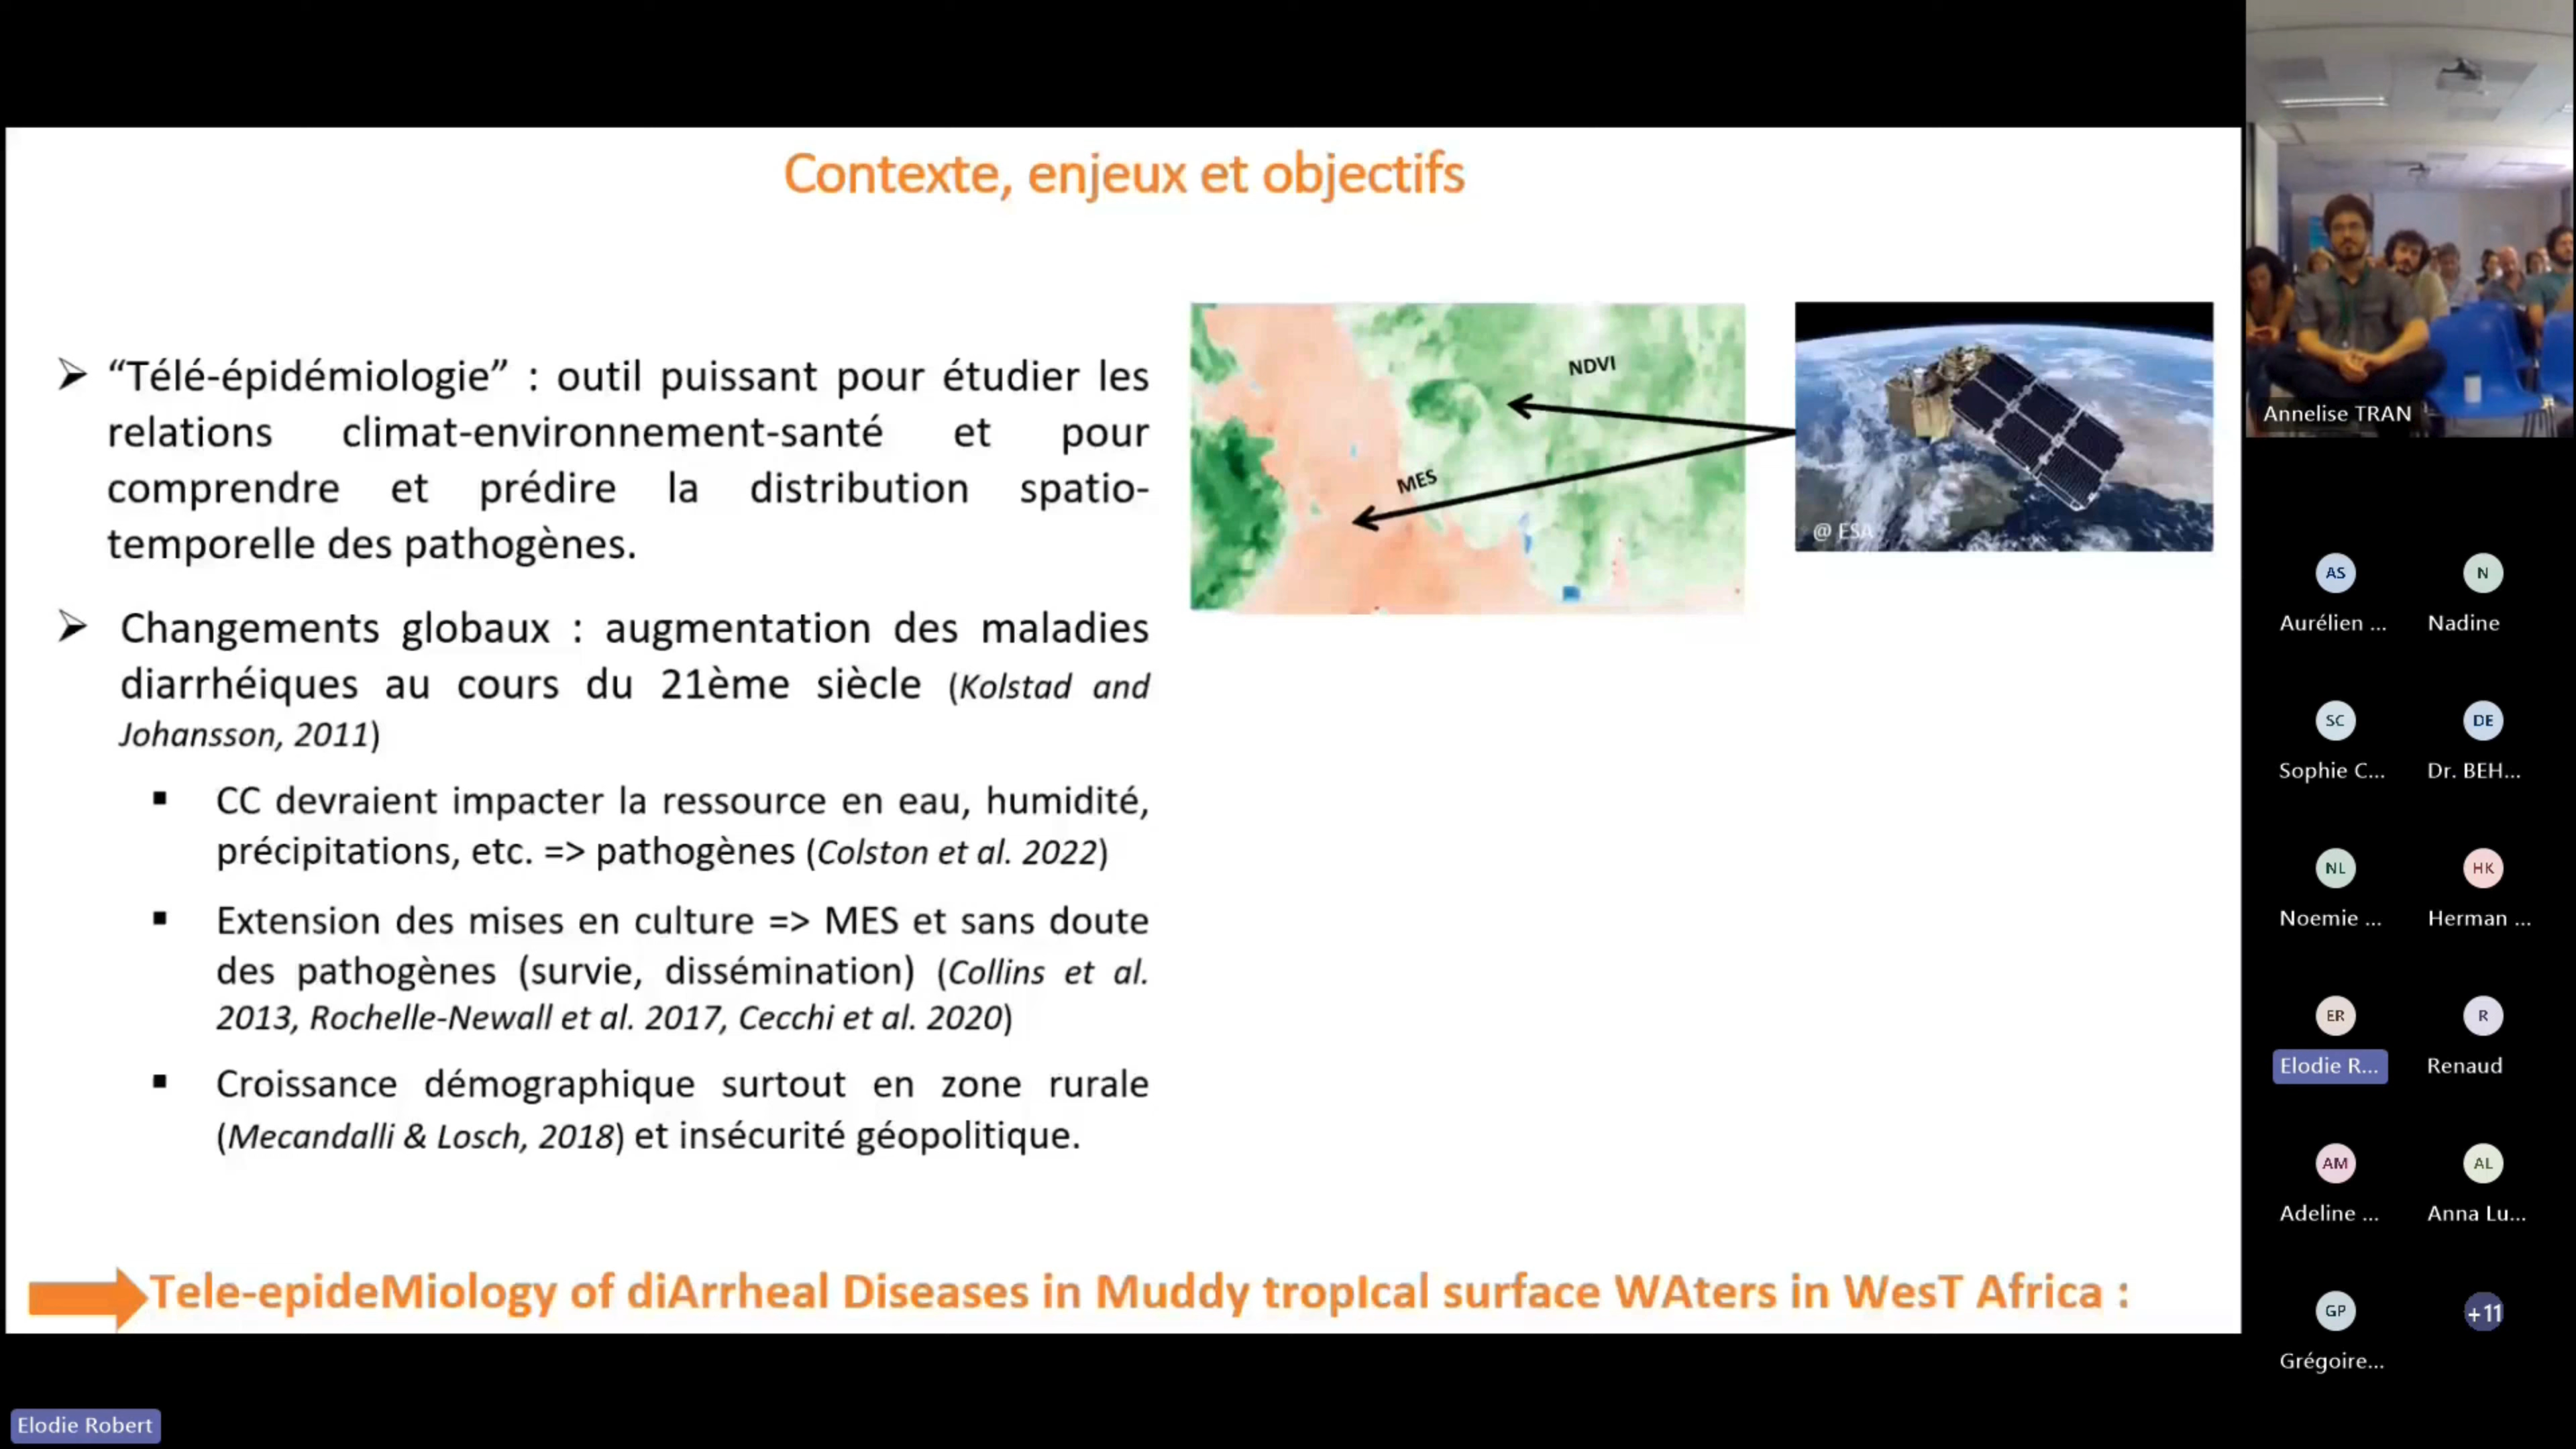 Contexte, enjeux et objectifs
“Télé-épidémiologie” : outil puissant pour étudier les
relations climat-environnement-santé et pour
comprendre et prédire la distribution spatio-
temporelle des pathogènes.
Changements globaux : augmentation des maladies
diarrhéiques au cours du 21ème siècle (Kolstad and
Johansson, 2011)
CC devraient impacter la ressource en eau, humidité,
précipitations, etc. => pathogènes (Colston et al. 2022)
Extension des mises en culture => MES et sans doute
des pathogènes (survie, dissémination) (Collins et al.
2013, Rochelle-Newall et al. 2017, Cecchi et al. 2020)
Croissance démographique surtout en zone rurale
(Mecandalli & Losch, 2018) et insécurité géopolitique.
NDVI
MES
@ ESA
Tele-epideMiology of diArrheal Diseases in Muddy tropIcal surface WAters in WesT Africa :
Elodie Robert
Annelise TRAN
AS
N
Aurélien ...
Nadine
SC
DE
Sophie C...
Dr. BEH...
NL
HK
Noemie ...
Herman ...
ER
R
Elodie R...
Renaud
AM
AL
Adeline ...
Anna Lu...
GP
+11
Grégoire...